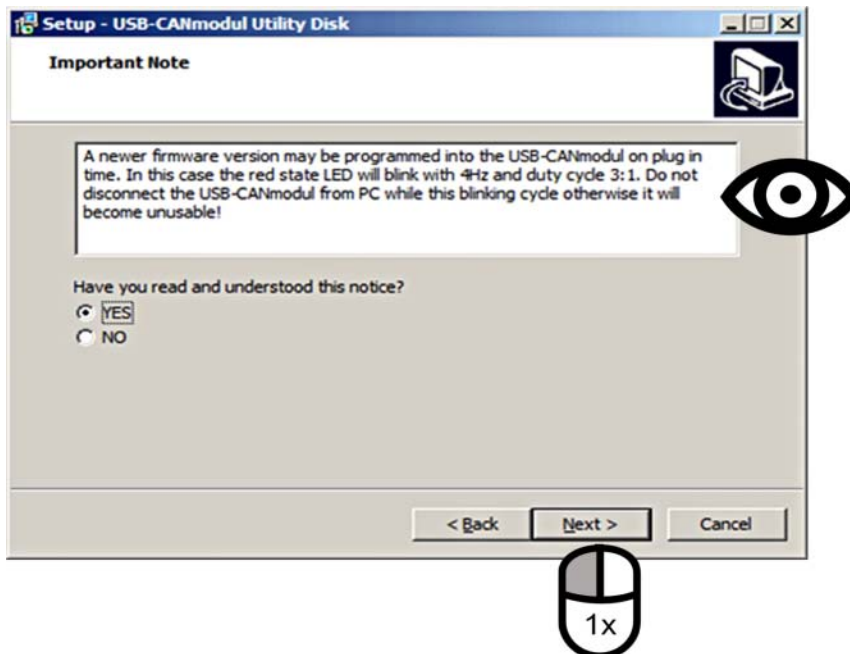 Setup - USB-CANmodul Utility Disk
Important Note
A newer firmware version may be programmed into the USB-CANmodul on plug in
time. In this case the red state LED will blink with 4Hz and duty cycle 3:1. Do not
disconnect the USB-CANmodul from PC while this blinking cycle otherwise it will
become unusable!
Have you read and understood this notice?
YES
NO
< Back Next > Cancel
1x